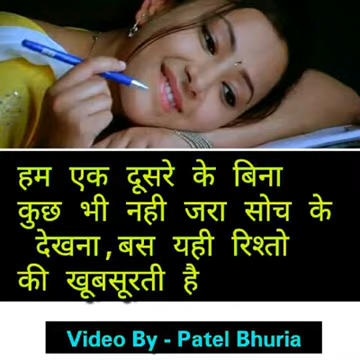 हम एक दूसरे के बिना
कुछ भी नही जरा सोच के
देखना,बस यही रिश्तो
की खूबसूरती है
Video By - Patel Bhuria